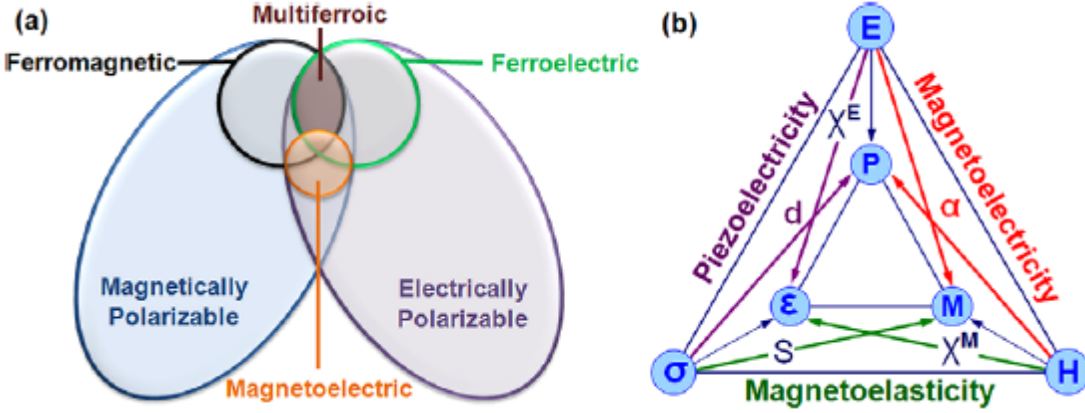 (a)
Multiferroic
Ferromagnetic
Ferroelectric
Magnetically
Polarizable
Electrically
Polarizable
Magnetoelectric
(b)
E
χᴱ
P
Piezoelectricity
Magnetoelectricity
d
α
ε
M
S
χᴹ
σ
H
Magnetoelasticity